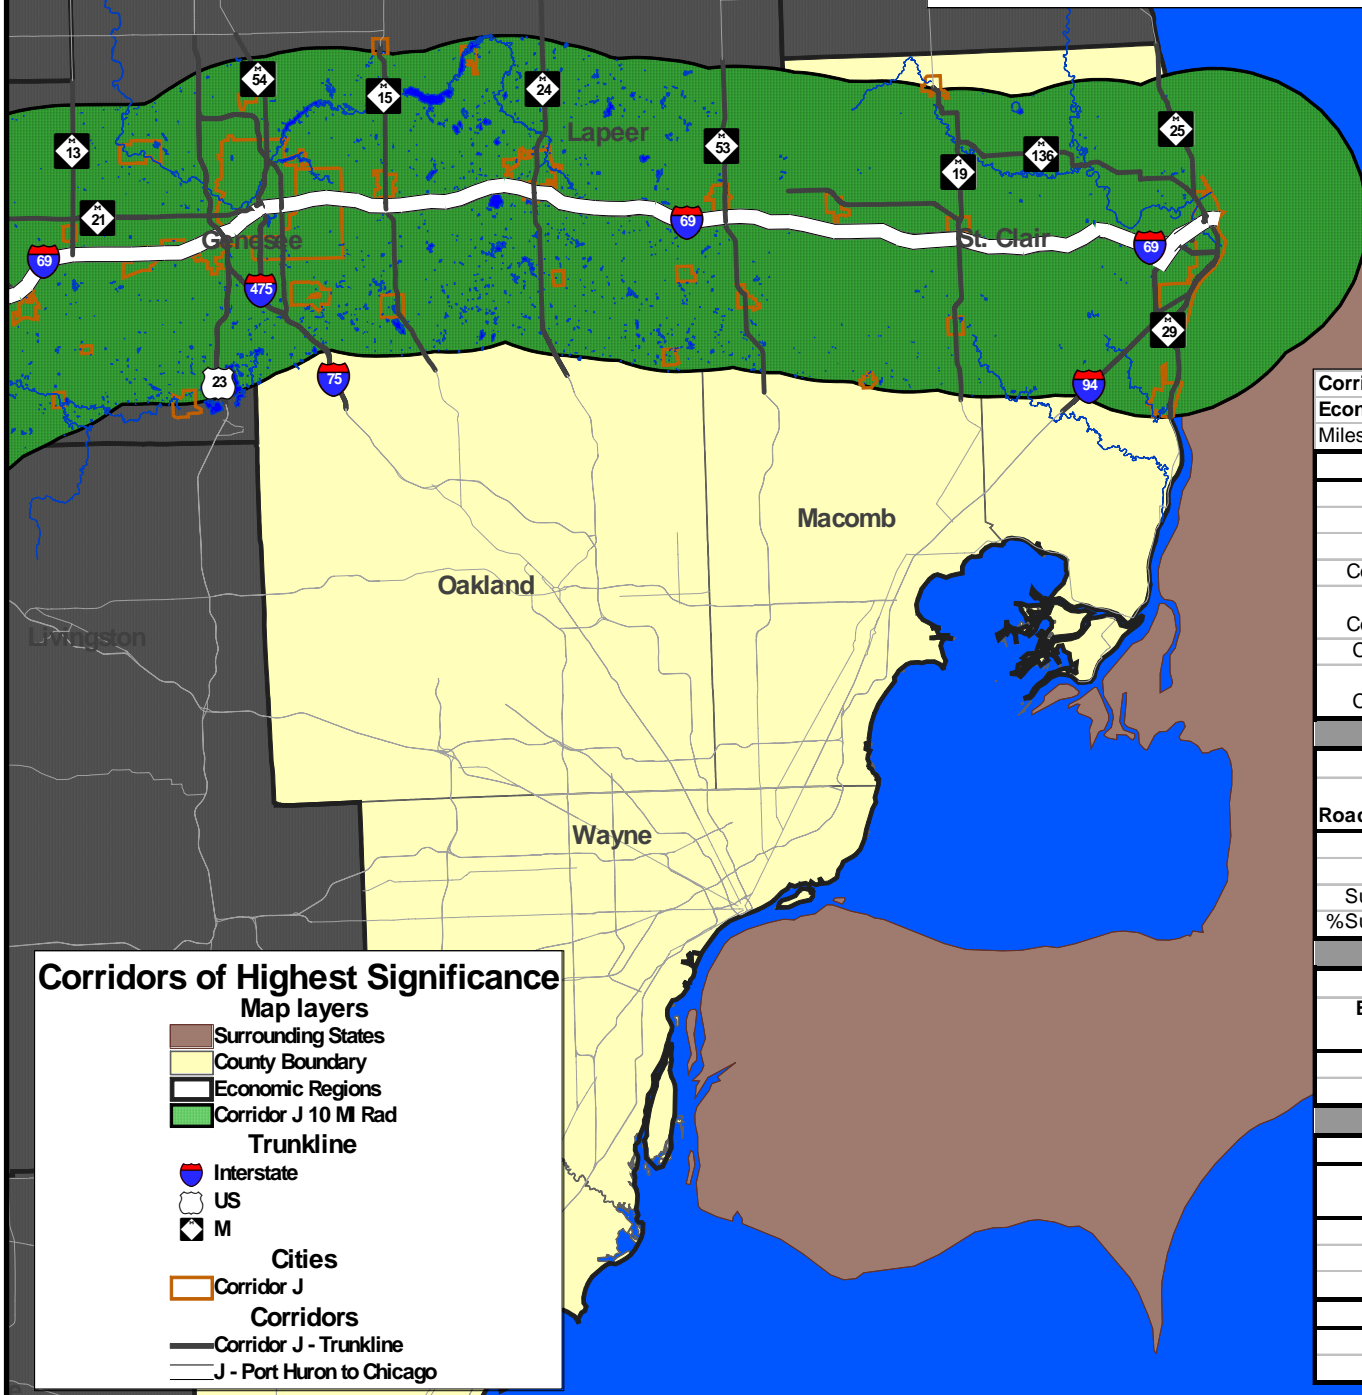 M 54
M 15
M 24
Lapeer
M 13
M 53
M 25
M 136
M 19
M 21
69
Genesee
St. Clair
69
69
475
M 29
23
75
94
Corri
Econ
Miles
Macomb
Oakland
Livingston
Co
Co
C
C
Wayne
Road
Su
%Su
E
Corridors of Highest Significance
Map layers
Surrounding States
County Boundary
Economic Regions
Corridor J 10 MI Rad
Trunkline
Interstate
US
M
Cities
Corridor J
Corridors
Corridor J - Trunkline
J - Port Huron to Chicago